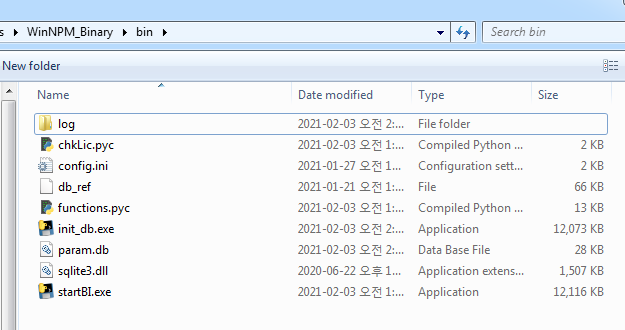 s ▸ WinNPM_Binary ▸ bin ▸ Search bin
New folder
Name Date modified Type Size
log 2021-02-03 오전 2:... File folder
chkLic.pyc 2021-02-03 오전 1:... Compiled Python ... 2 KB
config.ini 2021-01-27 오전 1:... Configuration sett... 2 KB
db_ref 2021-01-21 오전 1:... File 66 KB
functions.pyc 2021-02-03 오전 1:... Compiled Python ... 13 KB
init_db.exe 2021-02-03 오전 2:... Application 12,073 KB
param.db 2021-02-03 오전 2:... Data Base File 28 KB
sqlite3.dll 2020-06-22 오후 1... Application extens... 1,507 KB
startBI.exe 2021-02-03 오전 1:... Application 12,116 KB